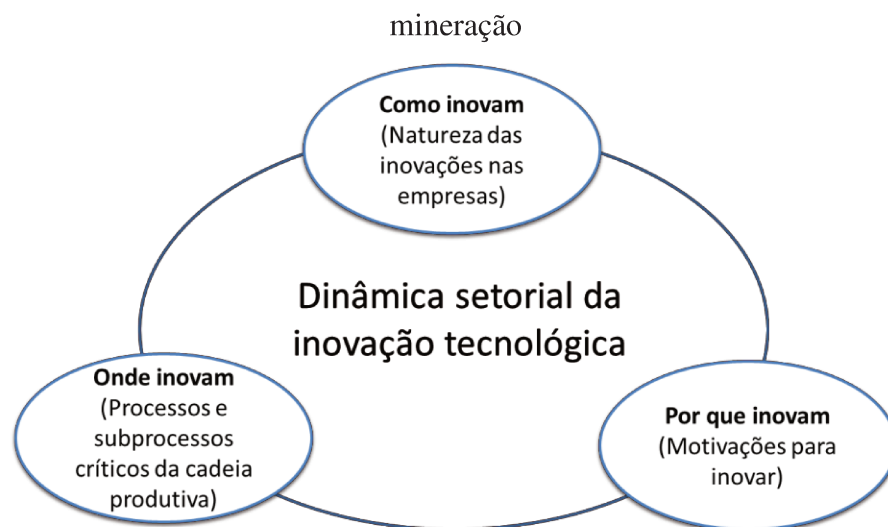 mineração
Como inovam
(Natureza das
inovações nas
empresas)
Dinâmica setorial da
inovação tecnológica
Onde inovam
(Processos e
subprocessos
críticos da cadeia
produtiva)
Por que inovam
(Motivações para
inovar)